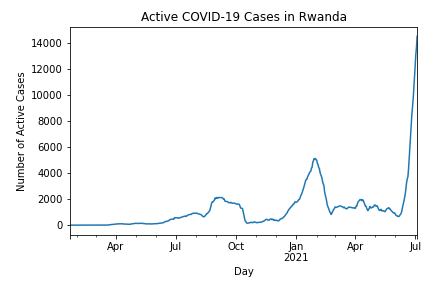 Active COVID-19 Cases in Rwanda
Number of Active Cases
14000
12000
10000
8000
6000
4000
2000
0
Apr Jul Oct Jan Apr Jul
2021
Day